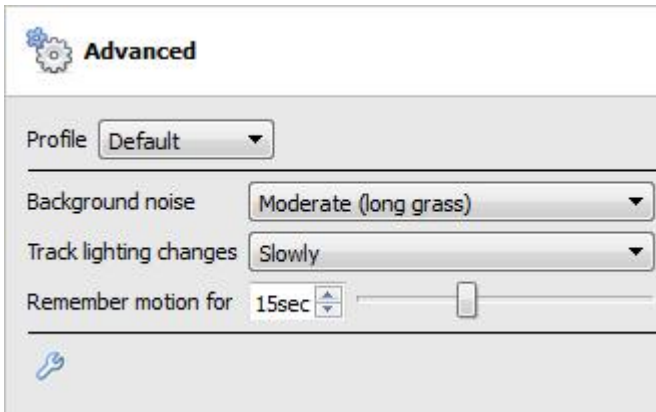 Advanced
Profile Default
Background noise Moderate (long grass)
Track lighting changes Slowly
Remember motion for 15sec